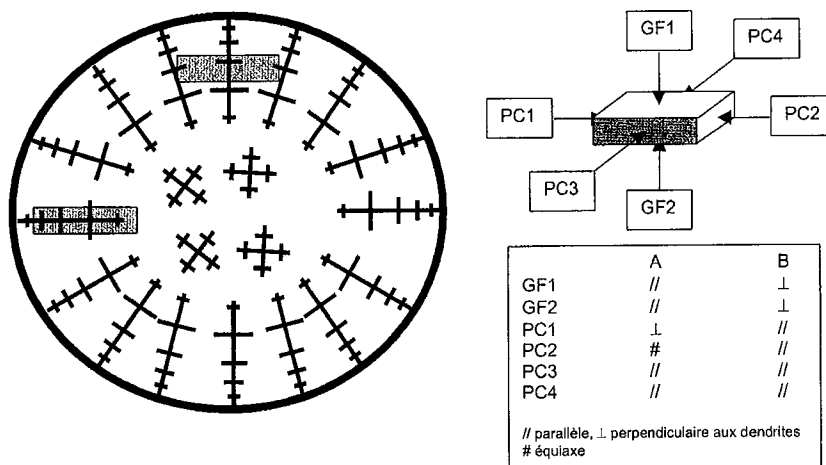 GF1
PC4
PC1
PC2
PC3
GF2
A B
GF1 // ⊥
GF2 // ⊥
PC1 ⊥ //
PC2 # //
PC3 // //
PC4 // //
// parallèle, ⊥ perpendiculaire aux dendrites
# équiaxe